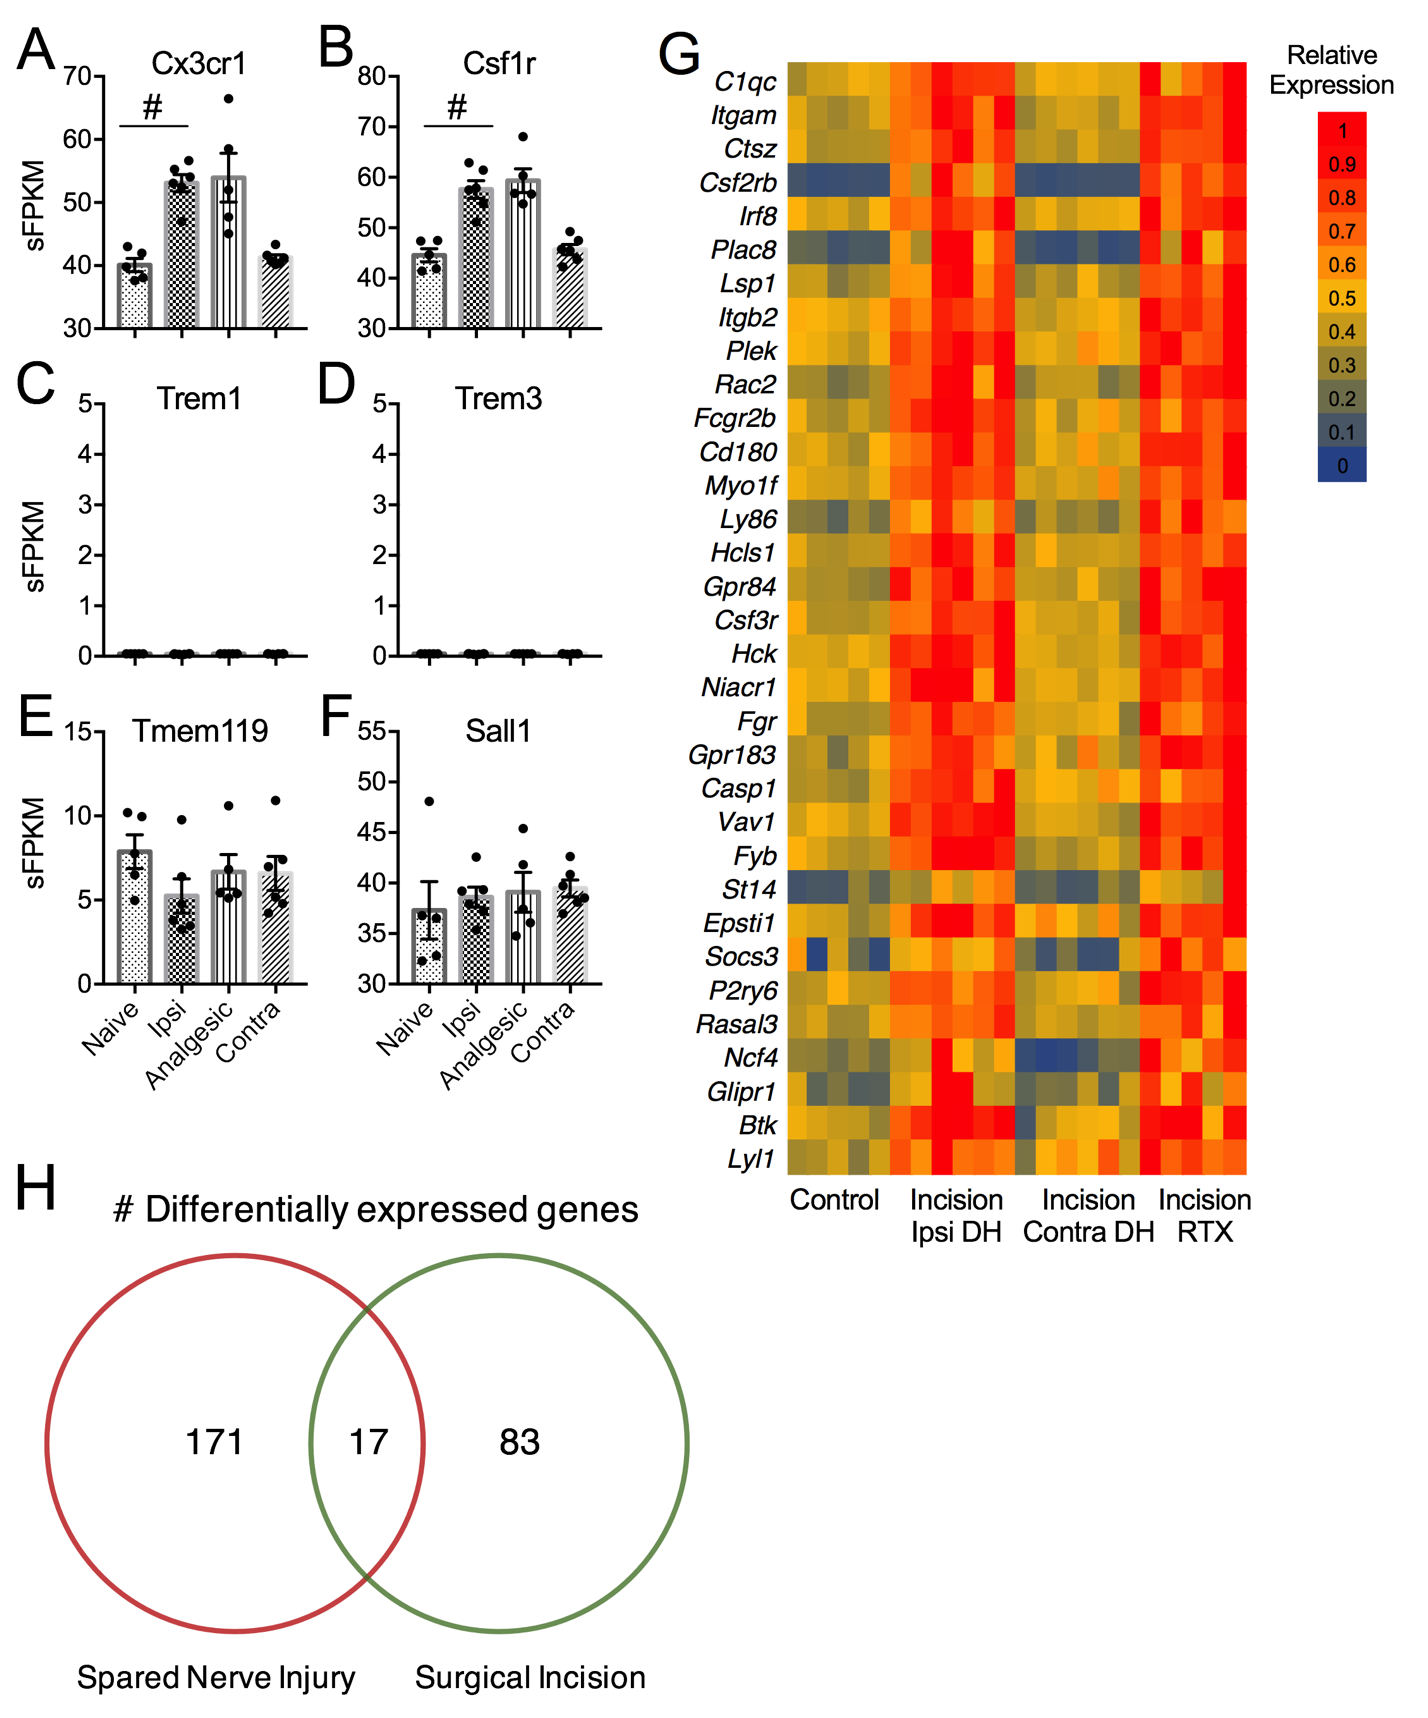 A
Cx3cr1
#
sFPKM
70
60
50
40
30
B
Csf1r
#
80
70
60
50
40
30
C
Trem1
sFPKM
5
4
3
2
1
0
D
Trem3
5
4
3
2
1
0
E
Tmem119
sFPKM
15
10
5
0
Naive
Ipsi
Analgesic
Contra
F
Sall1
55
50
45
40
35
30
Naive
Ipsi
Analgesic
Contra
G
C1qc
Itgam
Ctsz
Csf2rb
Irf8
Plac8
Lsp1
Itgb2
Plek
Rac2
Fcgr2b
Cd180
Myo1f
Ly86
Hcls1
Gpr84
Csf3r
Hck
Niacr1
Fgr
Gpr183
Casp1
Vav1
Fyb
St14
Epsti1
Socs3
P2ry6
Rasal3
Ncf4
Glipr1
Btk
Lyl1
Control
Incision
Ipsi DH
Incision
Contra DH
Incision
RTX
Relative
Expression
1
0.9
0.8
0.7
0.6
0.5
0.4
0.3
0.2
0.1
0
H
# Differentially expressed genes
171
17
83
Spared Nerve Injury
Surgical Incision